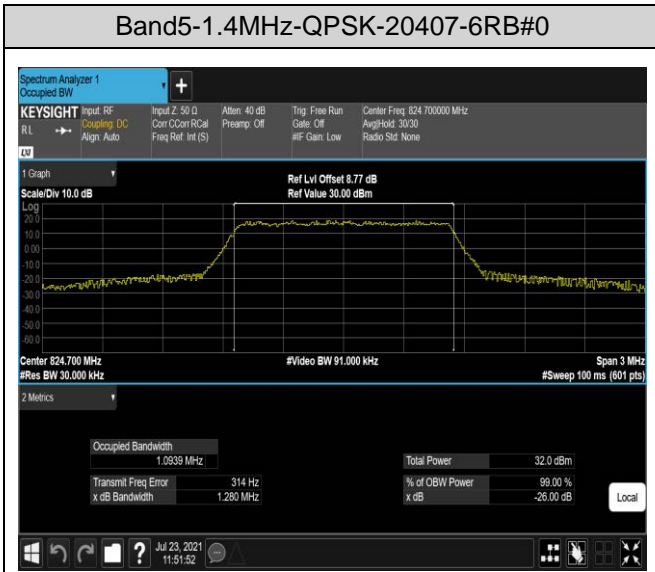 Band5-1.4MHz-QPSK-20407-6RB#0
Spectrum Analyzer 1
Occupied BW
+
KEYSIGHT Input: RF Input Z: 50 Ω Atten: 40 dB Trig: Free Run Center Freq: 824.700000 MHz
RL Coupling: DC Corr CCorr RCal Preamp: Off Gate: Off Avg|Hold: 30/30
Align: Auto Freq Ref: Int (S) #IF Gain: Low Radio Std: None
LXI
1 Graph
Ref Lvl Offset 8.77 dB
Scale/Div 10.0 dB Ref Value 30.00 dBm
Log
20.0
10.0
0.00
-10.0
-20.0
-30.0
-40.0
-50.0
-60.0
Center 824.700 MHz #Video BW 91.000 kHz Span 3 MHz
#Res BW 30.000 kHz #Sweep 100 ms (601 pts)
2 Metrics
Occupied Bandwidth
1.0939 MHz Total Power 32.0 dBm
Transmit Freq Error 314 Hz % of OBW Power 99.00 %
x dB Bandwidth 1.280 MHz x dB -26.00 dB
Local
? Jul 23, 2021
11:51:52